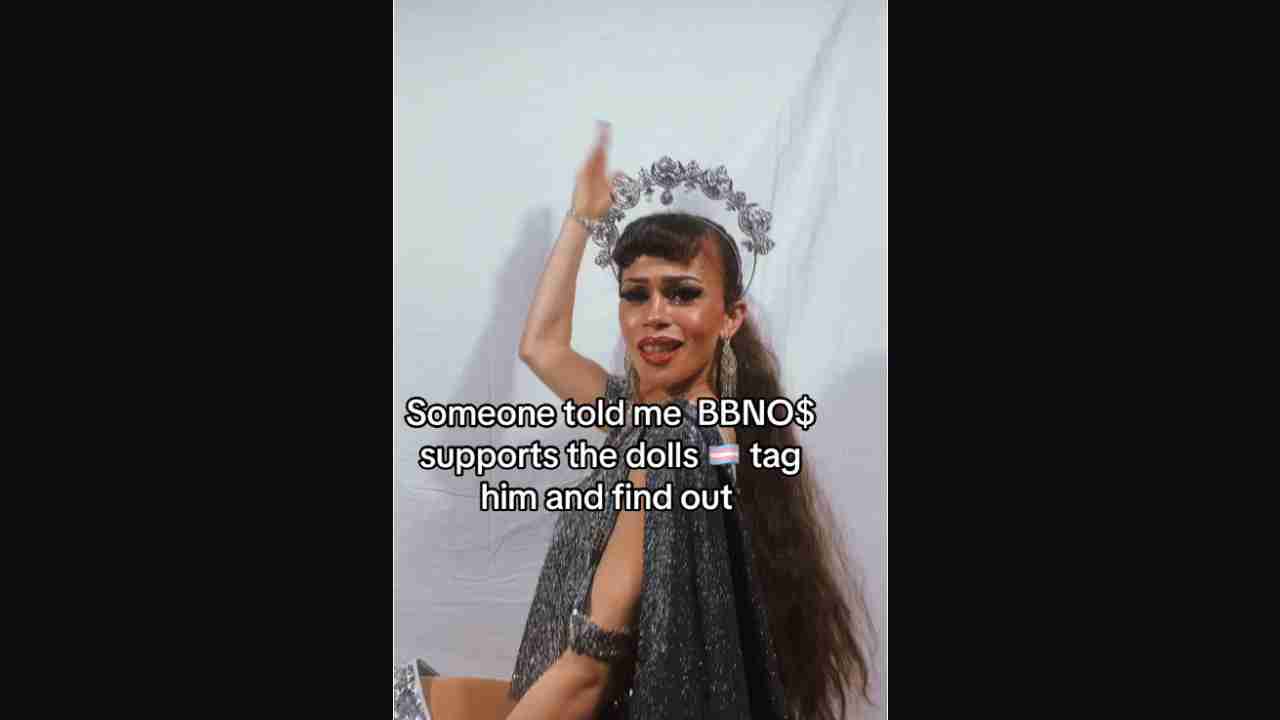 Someone told me BBNO$
supports the dolls 🏳️‍⚧️ tag
him and find out